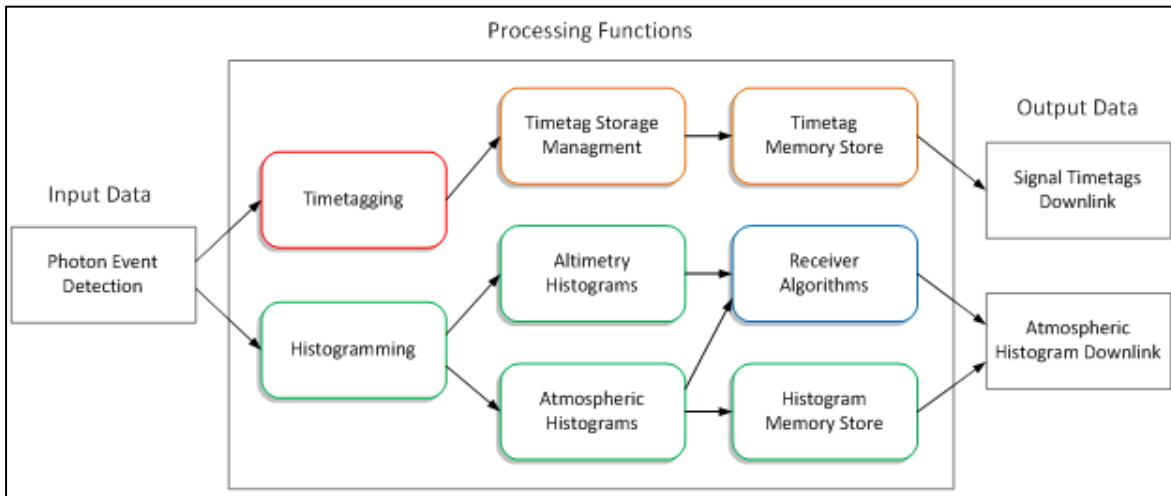 Processing Functions
Input Data
Photon Event
Detection
Timetagging
Histogramming
Timetag Storage
Managment
Altimetry
Histograms
Atmospheric
Histograms
Timetag
Memory Store
Receiver
Algorithms
Histogram
Memory Store
Output Data
Signal Timetags
Downlink
Atmospheric
Histogram Downlink